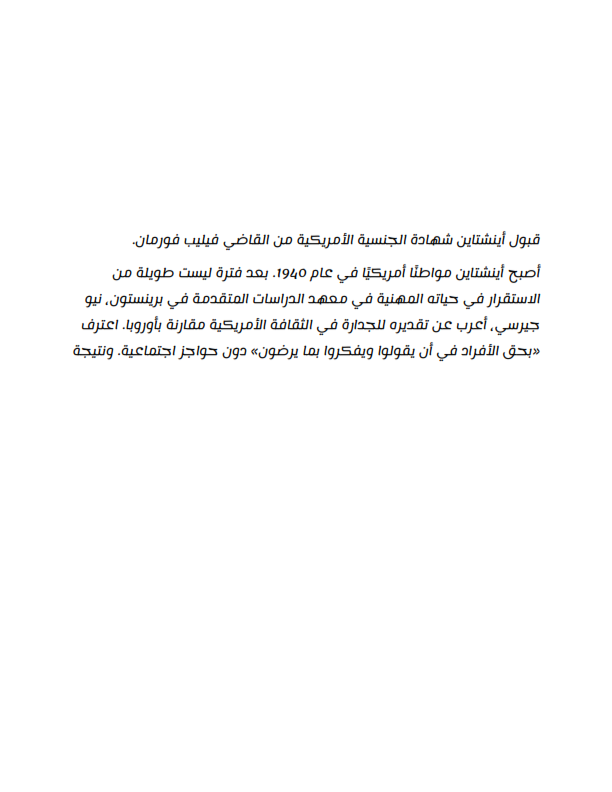 قبول أينشتاين شهادة الجنسية الأمريكية من القاضي فيليب فورمان.
أصبح أينشتاين مواطنًا أمريكيًا في عام 1940. بعد فترة ليست طويلة من
الاستقرار في حياته المهنية في معهد الدراسات المتقدمة في برينستون، نيو
جيرسي، أعرب عن تقديره للجدارة في الثقافة الأمريكية مقارنة بأوروبا. اعترف
«بحق الأفراد في أن يقولوا ويفكروا بما يرضون» دون حواجز اجتماعية. ونتيجة